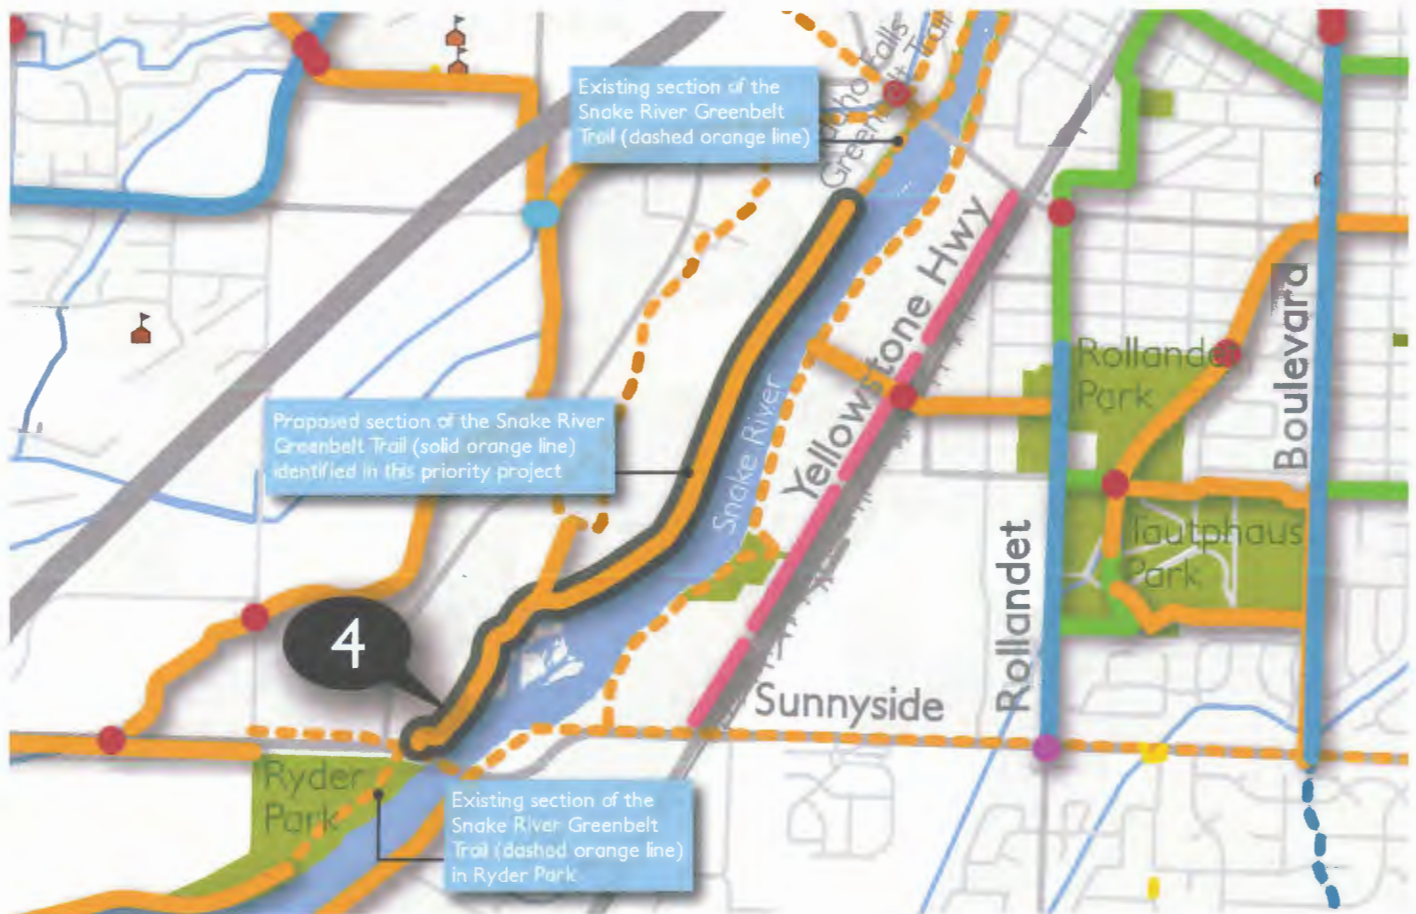 Existing section of the
Snake River Greenbelt
Trail (dashed orange line)
Idaho Falls
Greenbelt Trail
Yellowstone Hwy
Rollandet
Park
Boulevard
Proposed section of the Snake River
Greenbelt Trail (solid orange line)
identified in this priority project
Snake River
Tautphaus
Park
Rollandet
4
Sunnyside
Ryder
Park
Existing section of the
Snake River Greenbelt
Trail (dashed orange line)
in Ryder Park